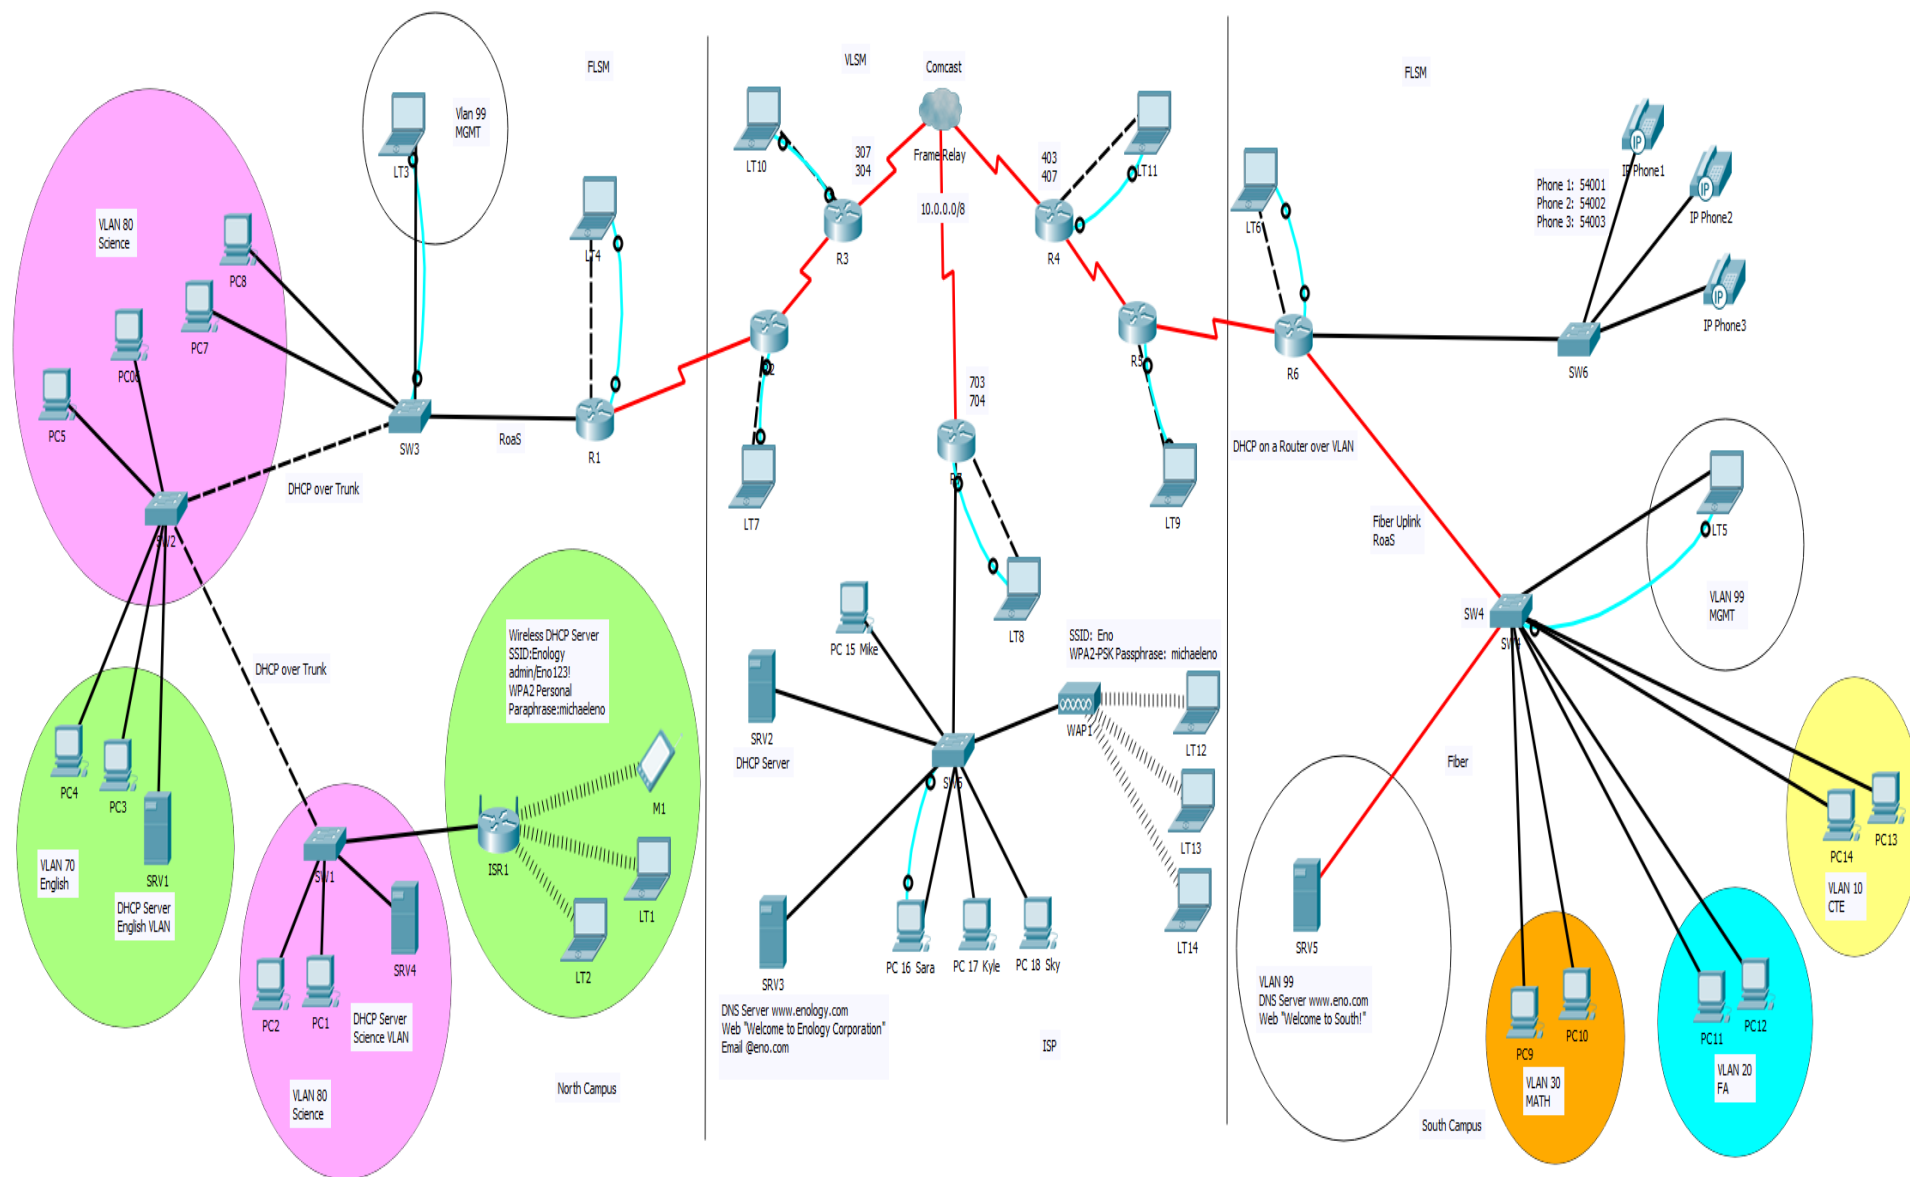 FLSM
Vlan 99
MGMT
LT3
VLAN 80
Science
PC8
PC7
PC06
PC5
LT4
SW3
RoaS
R1
DHCP over Trunk
SW2
DHCP over Trunk
Wireless DHCP Server
SSID:Enology
admin/Eno123!
WPA2 Personal
Paraphrase:michaeleno
M1
ISR1
LT1
LT2
PC4
PC3
SRV1
VLAN 70
English
DHCP Server
English VLAN
SW1
SRV4
PC2
PC1
DHCP Server
Science VLAN
VLAN 80
Science
North Campus
VLSM
Comcast
LT10
307
304
Frame Relay
403
407
LT11
10.0.0.0/8
R3
R4
R5
LT7
703
704
LT9
LT8
PC 15 Mike
SSID: Eno
WPA2-PSK Passphrase: michaeleno
SRV2
DHCP Server
WAP1
LT12
SW5
LT13
LT14
PC 16 Sara
PC 17 Kyle
PC 18 Sky
SRV3
DNS Server www.enology.com
Web "Welcome to Enology Corporation"
Email @eno.com
ISP
FLSM
IP Phone1
Phone 1: 54001
Phone 2: 54002
Phone 3: 54003
IP
IP
IP
IP Phone2
IP Phone3
LT6
R6
SW6
DHCP on a Router over VLAN
Fiber Uplink
RoaS
LT5
VLAN 99
MGMT
SW4
SW4
Fiber
PC13
PC14
VLAN 10
CTE
SRV5
VLAN 99
DNS Server www.eno.com
Web "Welcome to South!"
PC9
PC10
VLAN 30
MATH
PC11
PC12
VLAN 20
FA
South Campus